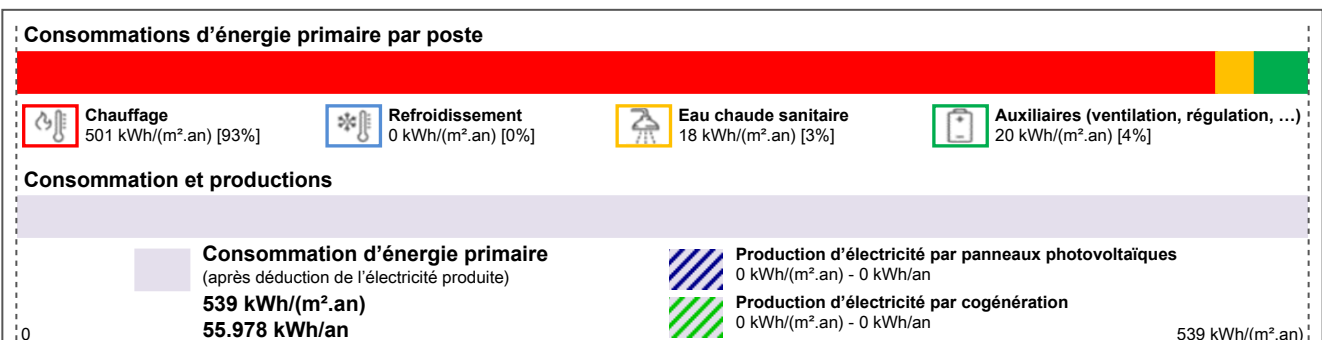 Consommations d’énergie primaire par poste
Chauffage
501 kWh/(m².an) [93%]
Refroidissement
0 kWh/(m².an) [0%]
Eau chaude sanitaire
18 kWh/(m².an) [3%]
Auxiliaires (ventilation, régulation, …)
20 kWh/(m².an) [4%]
Consommation et productions
Consommation d’énergie primaire
(après déduction de l’électricité produite)
539 kWh/(m².an)
55.978 kWh/an
Production d’électricité par panneaux photovoltaïques
0 kWh/(m².an) - 0 kWh/an
Production d’électricité par cogénération
0 kWh/(m².an) - 0 kWh/an
0
539 kWh/(m².an)